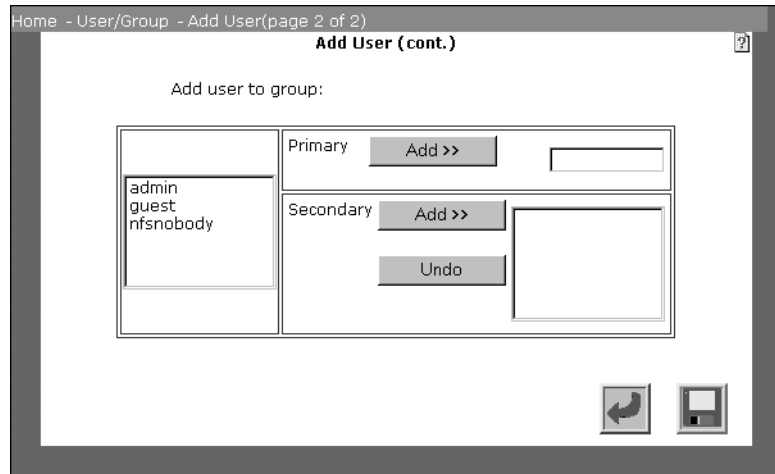 Home - User/Group - Add User(page 2 of 2)
Add User (cont.)
?
Add user to group:
admin
guest
nfsnobody
Primary
Add >>
Secondary
Add >>
Undo